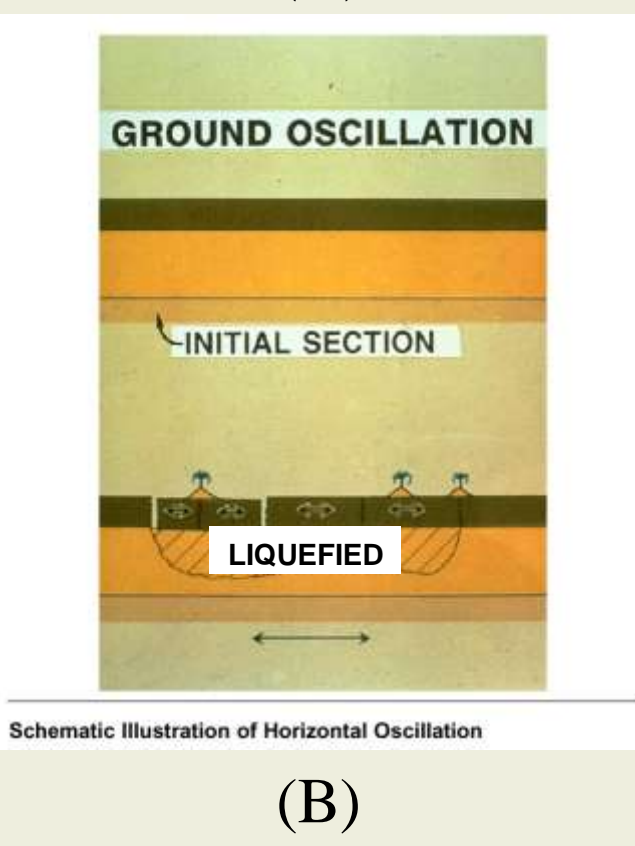 GROUND OSCILLATION
INITIAL SECTION
LIQUEFIED
Schematic Illustration of Horizontal Oscillation
(B)